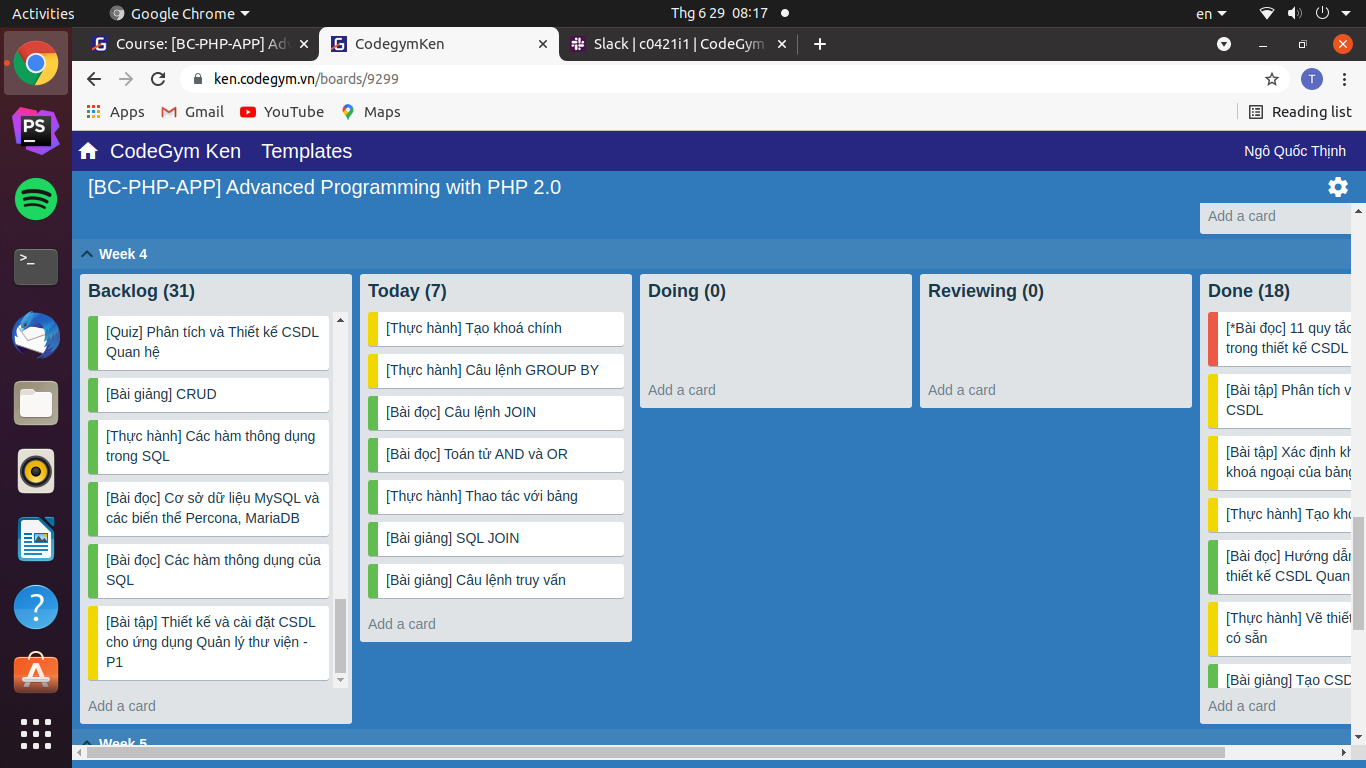 Activities
Google Chrome
Thg 6 29 08:17
en
Course: [BC-PHP-APP] Adv
CodegymKen
Slack | c0421i1 | CodeGym
ken.codegym.vn/boards/9299
T
Apps
Gmail
YouTube
Maps
Reading list
CodeGym Ken
Templates
Ngô Quốc Thịnh
[BC-PHP-APP] Advanced Programming with PHP 2.0
Add a card
Week 4
Backlog (31)
[Quiz] Phân tích và Thiết kế CSDL
Quan hệ
[Bài giảng] CRUD
[Thực hành] Các hàm thông dụng
trong SQL
[Bài đọc] Cơ sở dữ liệu MySQL và
các biến thể Percona, MariaDB
[Bài đọc] Các hàm thông dụng của
SQL
[Bài tập] Thiết kế và cài đặt CSDL
cho ứng dụng Quản lý thư viện -
P1
Add a card
Today (7)
[Thực hành] Tạo khoá chính
[Thực hành] Câu lệnh GROUP BY
[Bài đọc] Câu lệnh JOIN
[Bài đọc] Toán tử AND và OR
[Thực hành] Thao tác với bảng
[Bài giảng] SQL JOIN
[Bài giảng] Câu lệnh truy vấn
Add a card
Doing (0)
Add a card
Reviewing (0)
Add a card
Done (18)
[*Bài đọc] 11 quy tắc
trong thiết kế CSDL
[Bài tập] Phân tích v
CSDL
[Bài tập] Xác định kh
khoá ngoại của bảng
[Thực hành] Tạo kho
[Bài đọc] Hướng dẫn
thiết kế CSDL Quan
[Thực hành] Vẽ thiết
có sẵn
[Bài giảng] Tạo CSD
Add a card
Week 5
PS
>_